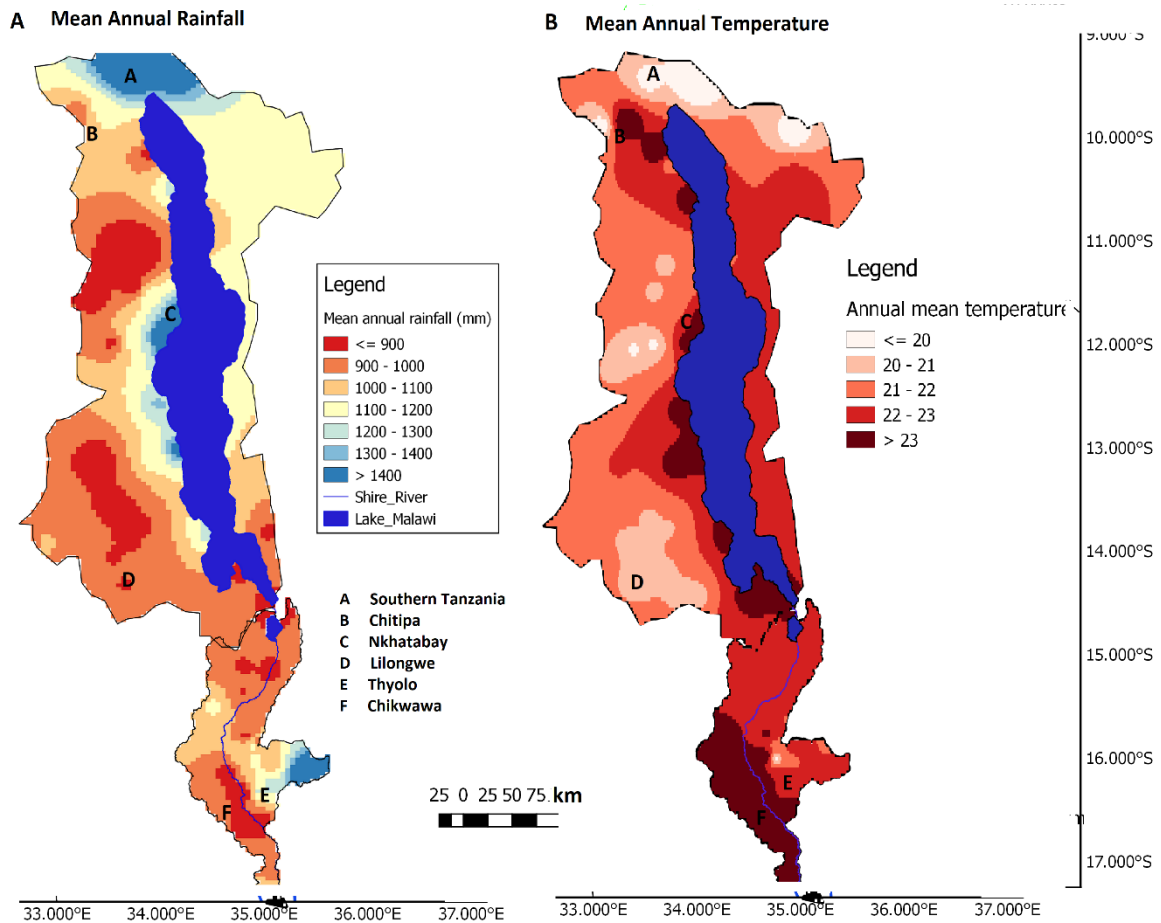 A Mean Annual Rainfall
B Mean Annual Temperature
A
B
C
D
E
F
Legend
Mean annual rainfall (mm)
<= 900
900 - 1000
1000 - 1100
1100 - 1200
1200 - 1300
1300 - 1400
> 1400
Shire_River
Lake_Malawi
A Southern Tanzania
B Chitipa
C Nkhatabay
D Lilongwe
E Thyolo
F Chikwawa
25 0 25 50 75. km
33.000° 34.000° 35.000° 36.000° 37.000°
A
B
C
D
E
F
Legend
Annual mean temperature
<= 20
20 - 21
21 - 22
22 - 23
> 23
9.000°S
10.000°S
11.000°S
12.000°S
13.000°S
14.000°S
15.000°S
16.000°S
17.000°S
33.000° 34.000° 35.000° 36.000° 37.000°